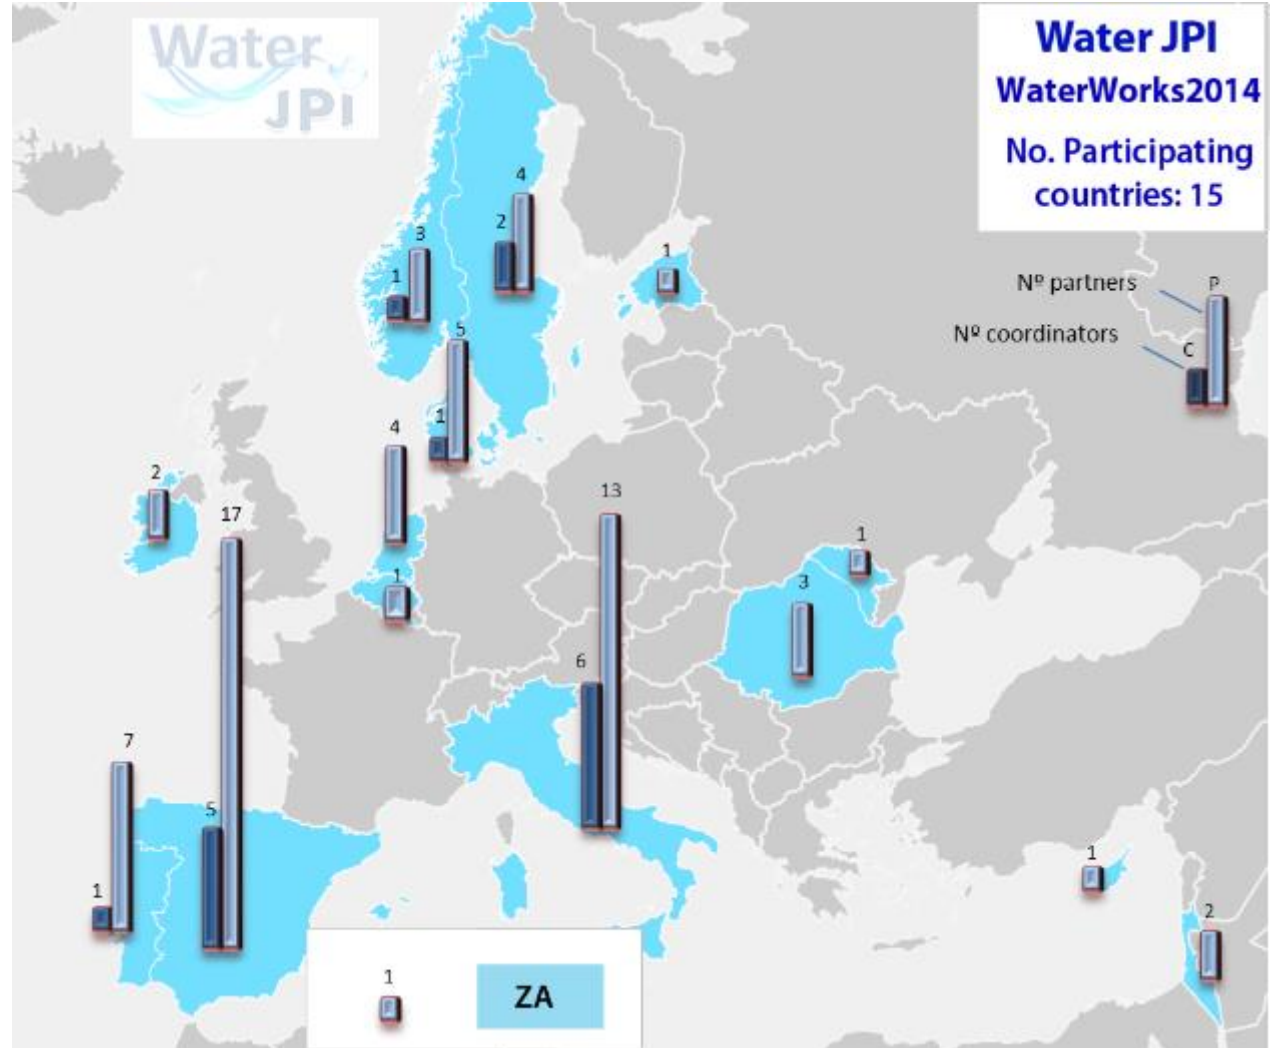 Water
JPI
Water JPI
WaterWorks2014
No. Participating
countries: 15
4
2
3
1
1
Nº partners
P
Nº coordinators
C
5
1
4
2
13
17
1
1
3
6
7
5
1
1
2
1
ZA